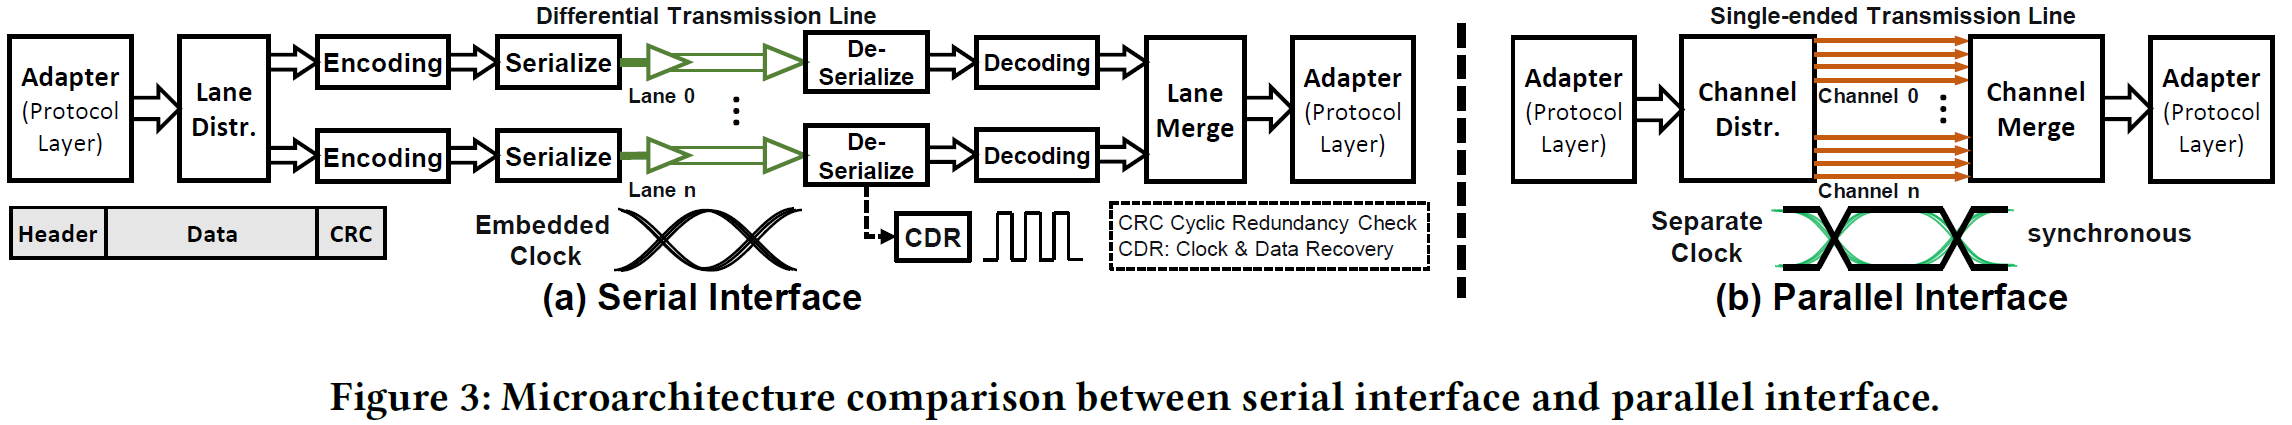 Differential Transmission Line
Adapter
(Protocol
Layer)
Lane
Distr.
Encoding
Serialize
Lane 0
De-
Serialize
Decoding
Encoding
Serialize
Lane n
De-
Serialize
Decoding
Lane
Merge
Adapter
(Protocol
Layer)
Header
Data
CRC
Embedded
Clock
CDR
CRC Cyclic Redundancy Check
CDR: Clock & Data Recovery
(a) Serial Interface
Single-ended Transmission Line
Adapter
(Protocol
Layer)
Channel
Distr.
Channel 0
Channel n
Channel
Merge
Adapter
(Protocol
Layer)
Separate
Clock
synchronous
(b) Parallel Interface
Figure 3: Microarchitecture comparison between serial interface and parallel interface.